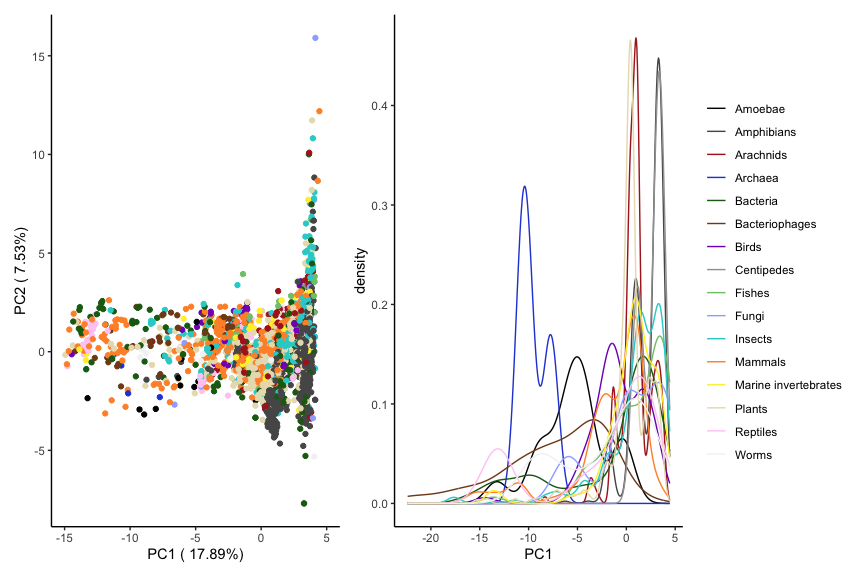 15
10
5
0
-5
PC2 ( 7.53%)
-15 -10 -5 0 5
PC1 ( 17.89%)
0.4
0.3
0.2
0.1
0.0
density
-20 -15 -10 -5 0 5
PC1
Amoebae
Amphibians
Arachnids
Archaea
Bacteria
Bacteriophages
Birds
Centipedes
Fishes
Fungi
Insects
Mammals
Marine invertebrates
Plants
Reptiles
Worms